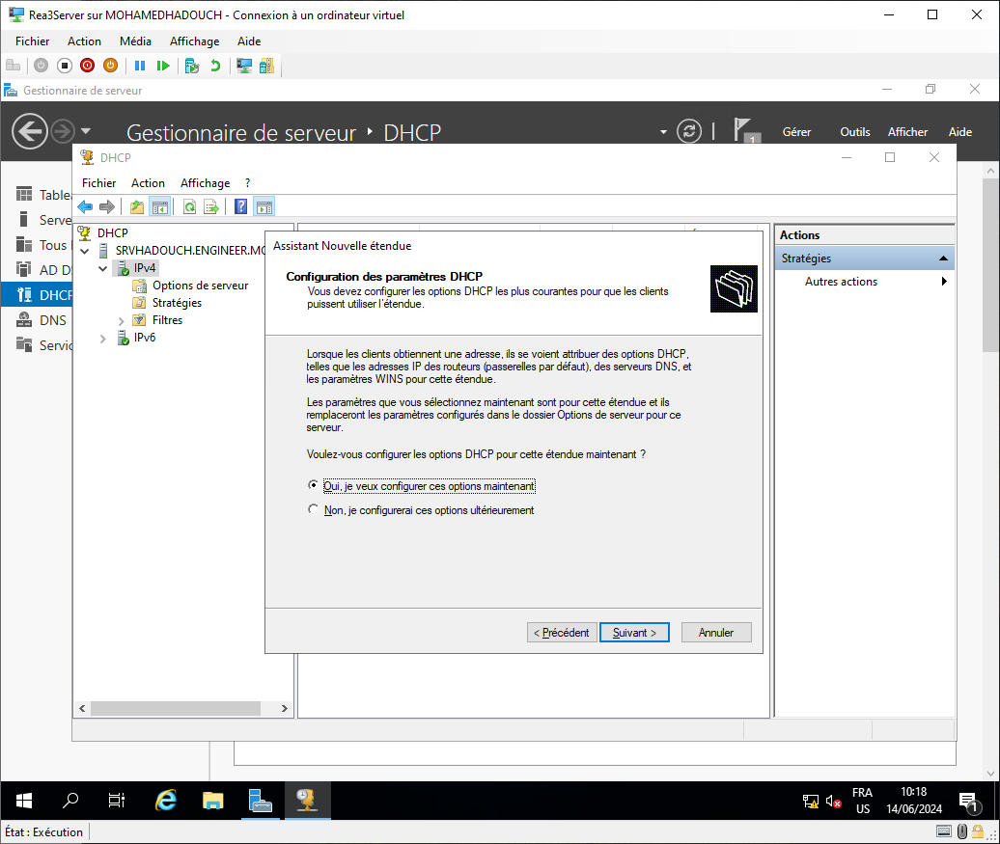 Rea3Server sur MOHAMEDHADOUCH - Connexion à un ordinateur virtuel
Fichier Action Média Affichage Aide
Gestionnaire de serveur
Gestionnaire de serveur DHCP
1 Gérer Outils Afficher Aide
DHCP
Fichier Action Affichage ?
Serve
Tous
AD D
DHCP
DNS
Servic
DHCP
SRVHADOUCH.ENGINEER.MO
IPv4
Options de serveur
Stratégies
Filtres
IPv6
Assistant Nouvelle étendue
Configuration des paramètres DHCP
Vous devez configurer les options DHCP les plus courantes pour que les clients
puissent utiliser l'étendue.
Lorsque les clients obtiennent une adresse, ils se voient attribuer des options DHCP,
telles que les adresses IP des routeurs (passerelles par défaut), des serveurs DNS, et
les paramètres WINS pour cette étendue.
Les paramètres que vous sélectionnez maintenant sont pour cette étendue et ils
remplaceront les paramètres configurés dans le dossier Options de serveur pour ce
serveur.
Voulez-vous configurer les options DHCP pour cette étendue maintenant ?
Oui, je veux configurer ces options maintenant
Non, je configurerai ces options ultérieurement
< Précédent Suivant > Annuler
Actions
Stratégies
Autres actions
FRA
US
10:18
14/06/2024
1
État : Exécution